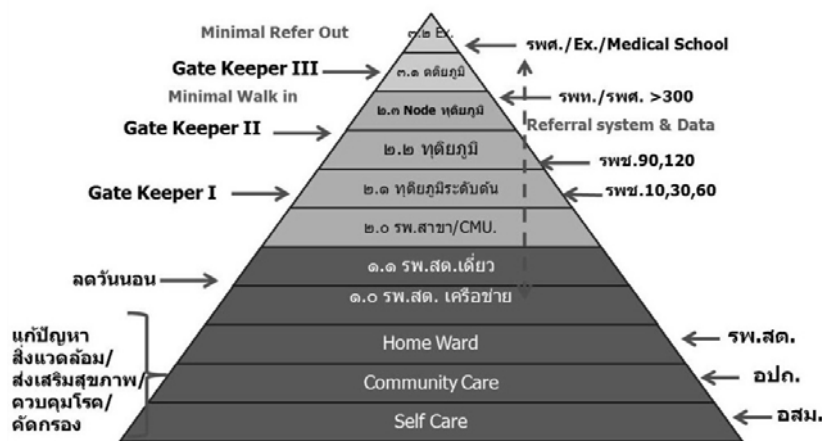 Minimal Refer Out
๓.๒ Ex.
รพศ./Ex./Medical School
Gate Keeper III
๓.๑ ตติยภูมิ
Minimal Walk in
รพท./รพศ. >300
๒.๓ Node ทุติยภูมิ
Gate Keeper II
Referral system & Data
๒.๒ ทุติยภูมิ
รพช.90,120
Gate Keeper I
๒.๑ ทุติยภูมิระดับต้น
รพช.10,30,60
๒.๐ รพ.สาขา/CMU.
๑.๑ รพ.สต.เดี่ยว
ลดวันนอน
๑.๐ รพ.สต. เครือข่าย
แก้ปัญหา
สิ่งแวดล้อม/
ส่งเสริมสุขภาพ/
ควบคุมโรค/
คัดกรอง
Home Ward
รพ.สต.
Community Care
อปถ.
Self Care
อสม.